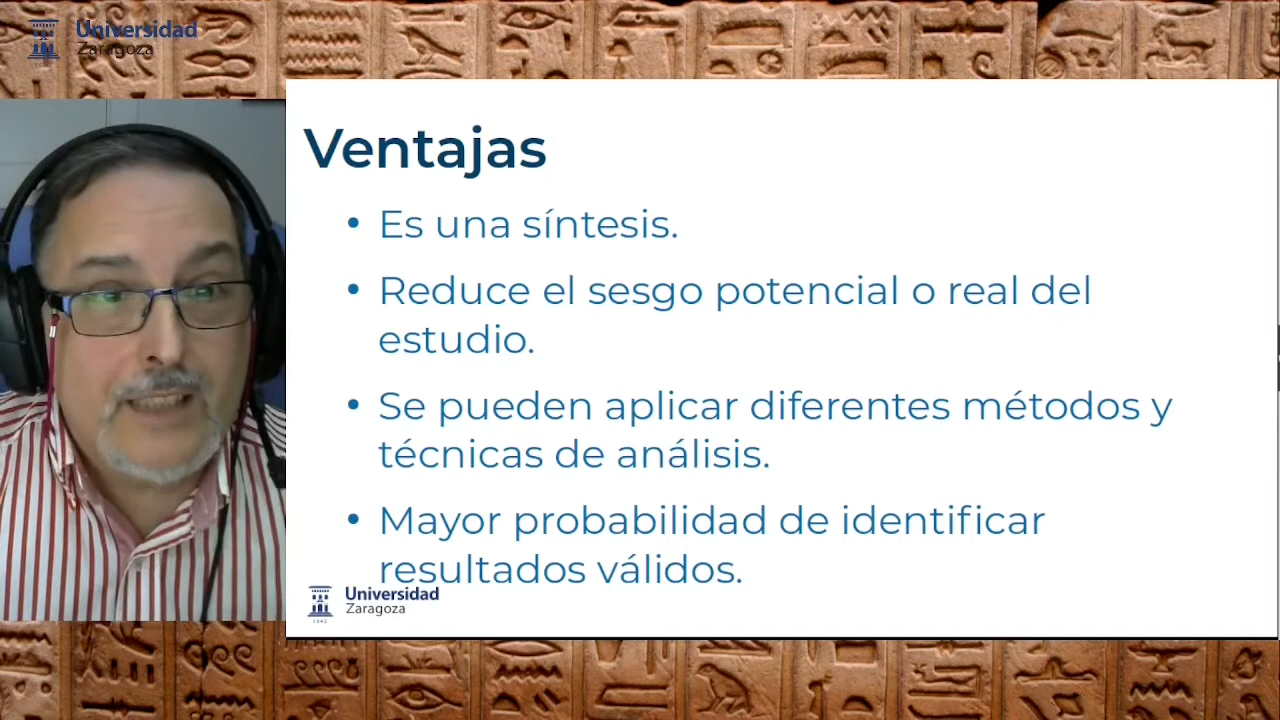 Universidad
Zaragoza
Ventajas
• Es una síntesis.
• Reduce el sesgo potencial o real del
estudio.
• Se pueden aplicar diferentes métodos y
técnicas de análisis.
• Mayor probabilidad de identificar
resultados válidos.
Universidad
Zaragoza
1542